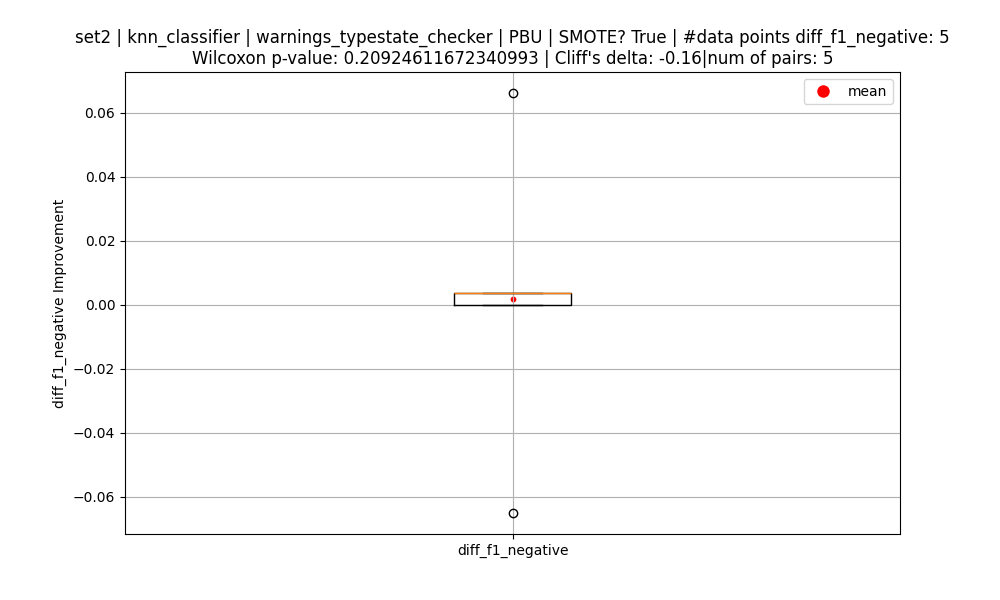 set2 | knn_classifier | warnings_typestate_checker | PBU | SMOTE? True | #data points diff_f1_negative: 5
Wilcoxon p-value: 0.20924611672340993 | Cliff's delta: -0.16|num of pairs: 5
mean
0.06
0.04
0.02
0.00
−0.02
−0.04
−0.06
diff_f1_negative Improvement
diff_f1_negative